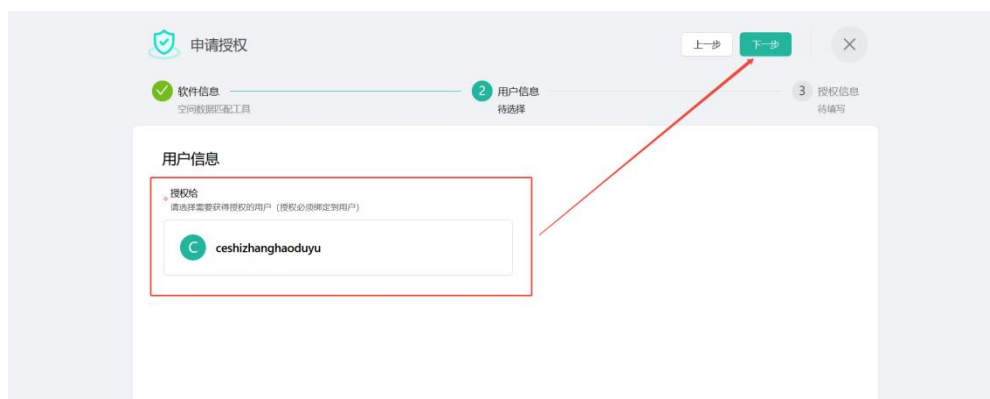 申请授权
上一步
下一步
软件信息
空间数据匹配工具
2
用户信息
待选择
3
授权信息
待填写
用户信息
*授权给
请选择需要获得授权的用户（授权必须绑定到用户）
C
ceshizhanghaoduyu